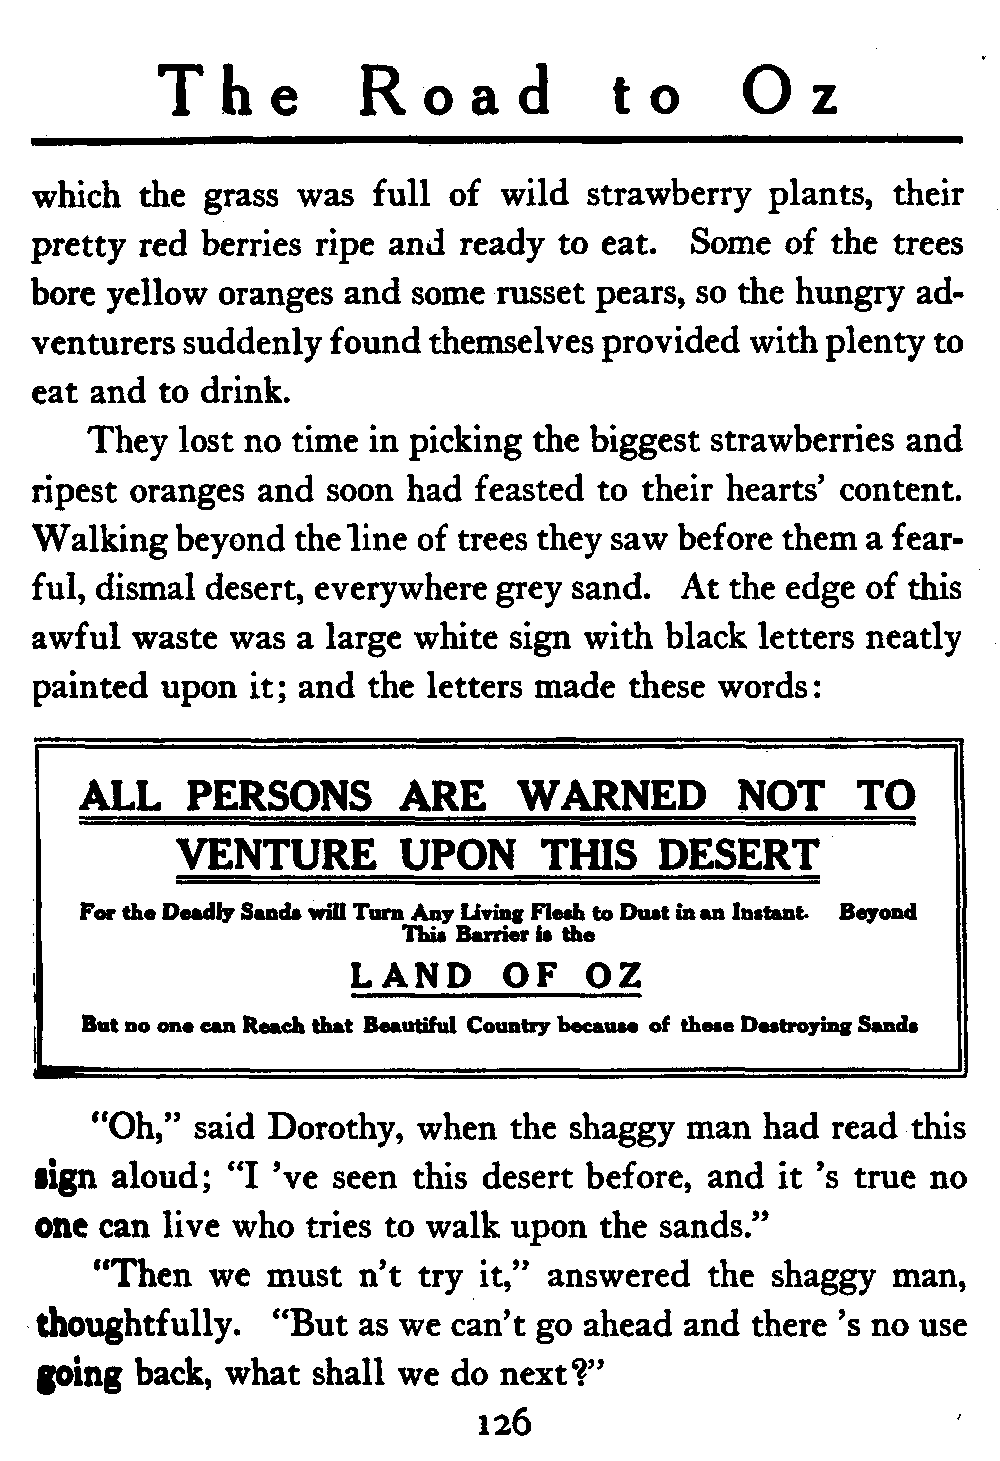 The Road to Oz
which the grass was full of wild strawberry plants, their
pretty red berries ripe and ready to eat. Some of the trees
bore yellow oranges and some russet pears, so the hungry ad-
venturers suddenly found themselves provided with plenty to
eat and to drink.
They lost no time in picking the biggest strawberries and
ripest oranges and soon had feasted to their hearts' content.
Walking beyond the line of trees they saw before them a fear-
ful, dismal desert, everywhere grey sand. At the edge of this
awful waste was a large white sign with black letters neatly
painted upon it; and the letters made these words:
ALL PERSONS ARE WARNED NOT TO
VENTURE UPON THIS DESERT
For the Deadly Sands will Turn Any Living Flesh to Dust in an Instant. Beyond
This Barrier is the
LAND OF OZ
But no one can Reach that Beautiful Country because of these Destroying Sands
"Oh," said Dorothy, when the shaggy man had read this
sign aloud; "I 've seen this desert before, and it 's true no
one can live who tries to walk upon the sands."
"Then we must n't try it," answered the shaggy man,
thoughtfully. "But as we can't go ahead and there 's no use
going back, what shall we do next?"
126